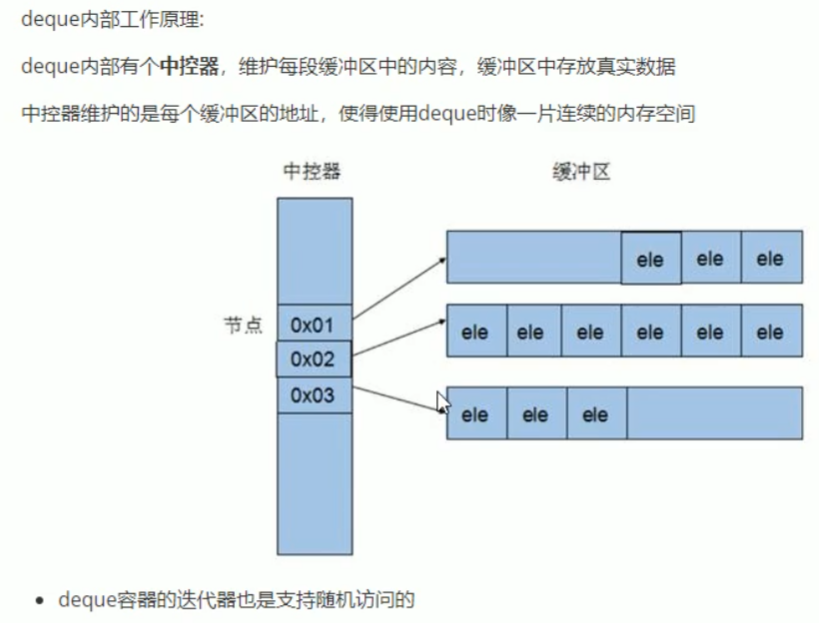 deque内部工作原理:
deque内部有个中控器，维护每段缓冲区中的内容，缓冲区中存放真实数据
中控器维护的是每个缓冲区的地址，使得使用deque时像一片连续的内存空间
中控器 缓冲区
ele ele ele
节点 0x01
ele ele ele ele ele ele
0x02
0x03
ele ele ele
• deque容器的迭代器也是支持随机访问的